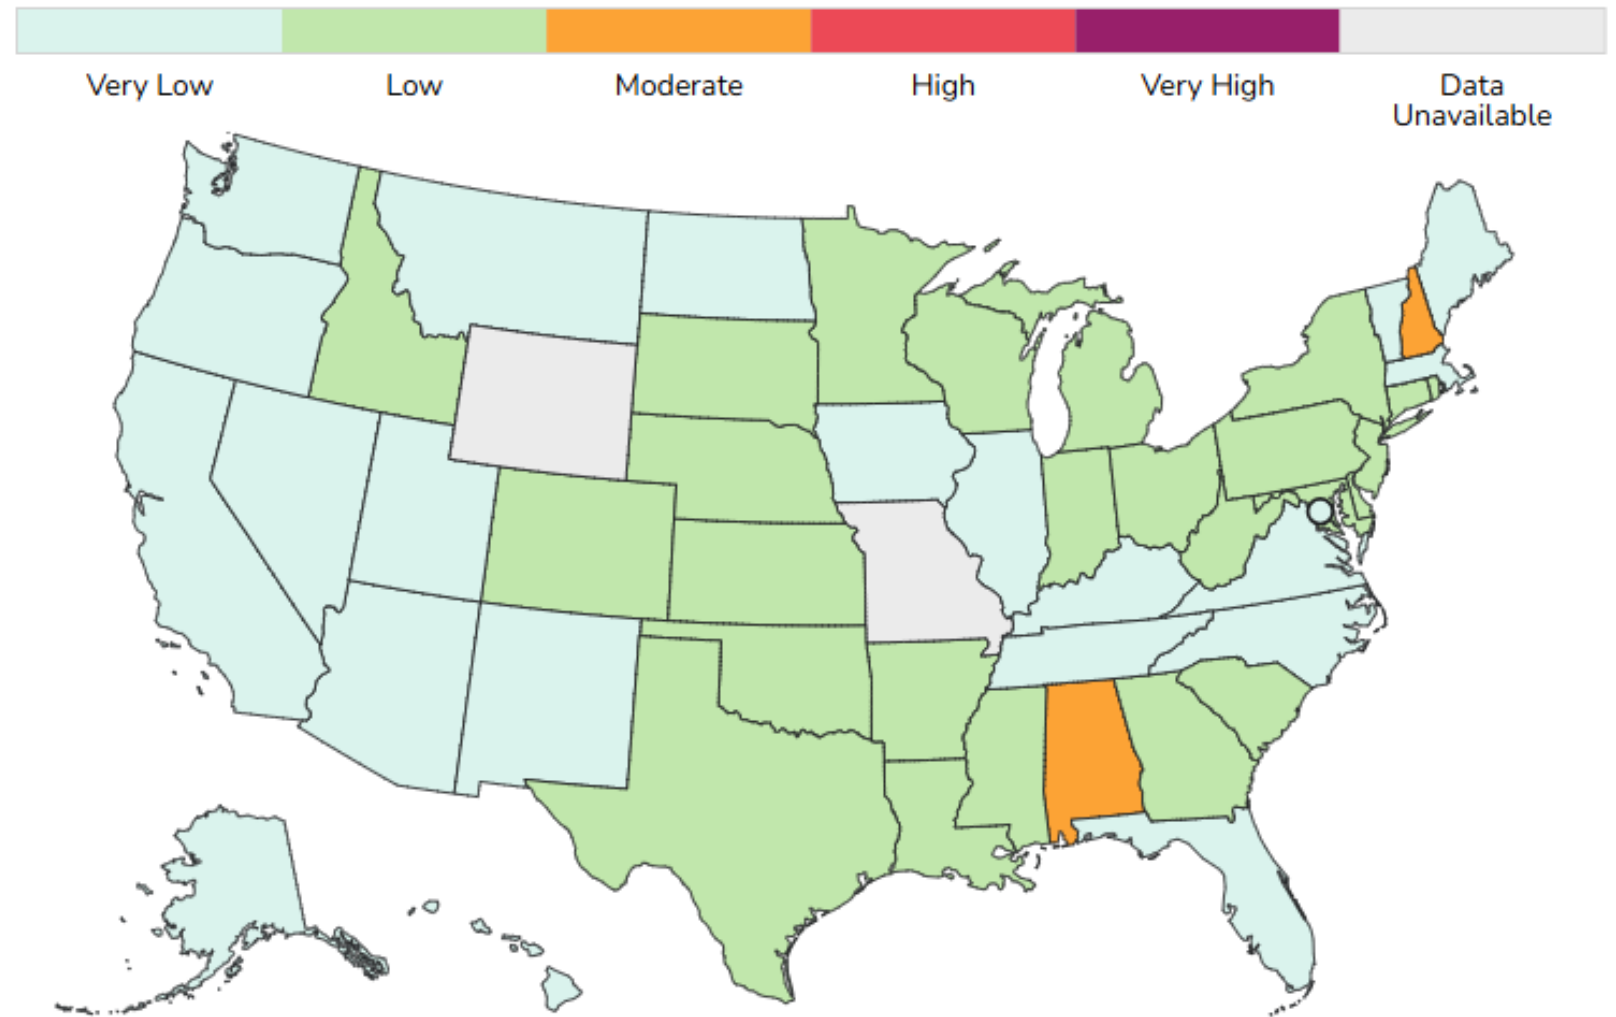 Very Low
Low
Moderate
High
Very High
Data
Unavailable